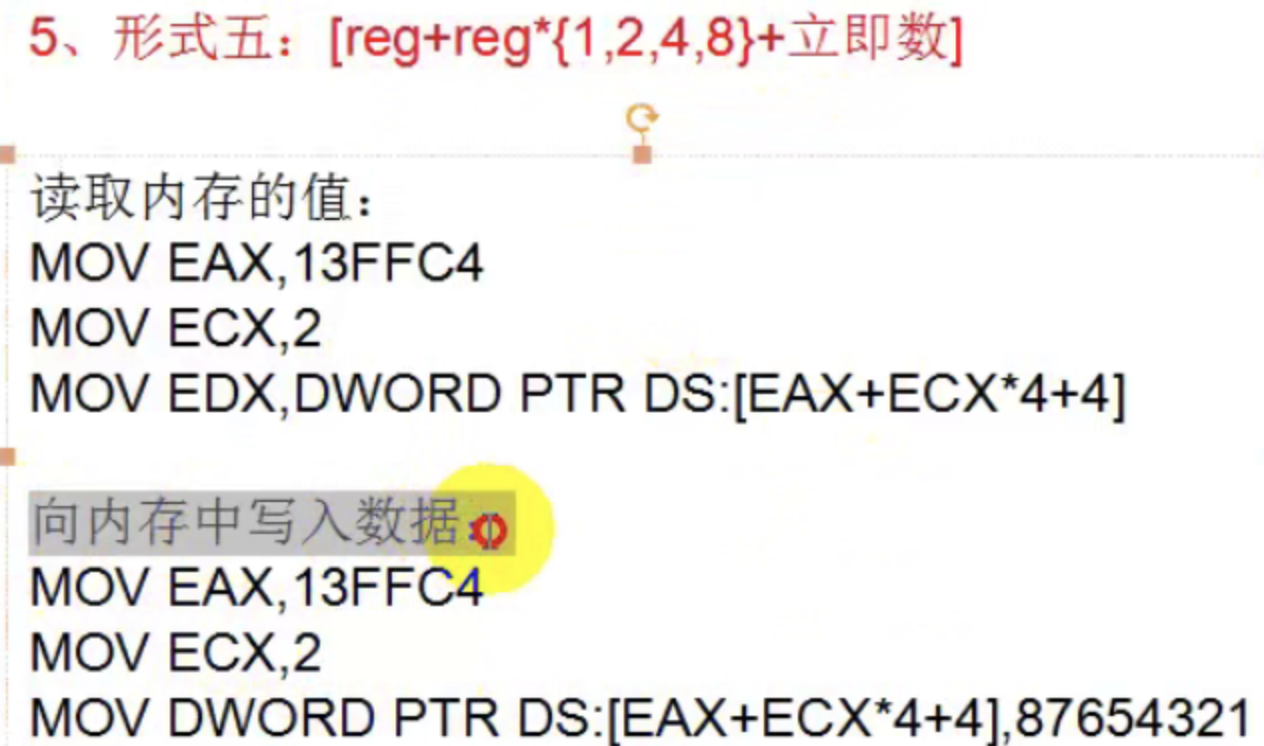 5、形式五：[reg+reg*{1,2,4,8}+立即数]
读取内存的值：
MOV EAX,13FFC4
MOV ECX,2
MOV EDX,DWORD PTR DS:[EAX+ECX*4+4]
向内存中写入数据：
MOV EAX,13FFC4
MOV ECX,2
MOV DWORD PTR DS:[EAX+ECX*4+4],87654321